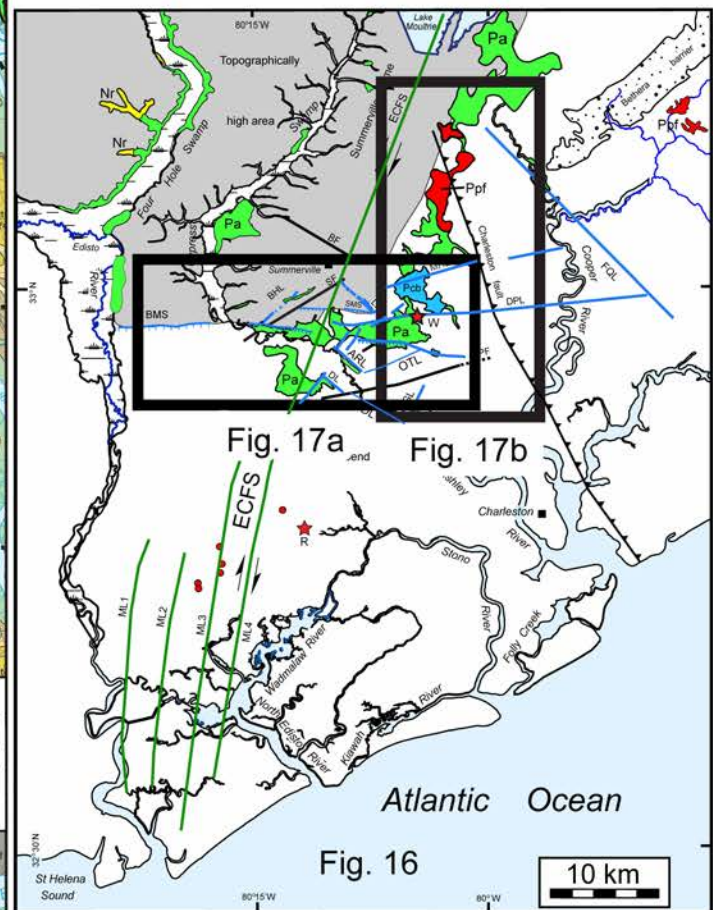 80°15'W
80°W
Lake
Moultrie
Pa
Topographically
high area
Bethera
barrier
Nr
Nr
Swamp
Summerville
ECFS
Ppf
Ppf
Four Hole Swamp
Pa
Edisto
River
BF
33°N
Summerville
Charleston
fault
Cooper
River
FQL
BHL
SF
SMS
Pcb
DPL
BMS
W
Pa
ARL
OTL
Pa
DL
Fig. 17a
Fig. 17b
end
ECFS
Charleston
River
R
Stono
River
ML1
ML2
ML3
ML4
Wadmalaw River
Folly Creek
North Edisto
River
Kiawah
River
Atlantic Ocean
32°30'N
Fig. 16
10 km
St Helena
Sound
80°15'W
80°W